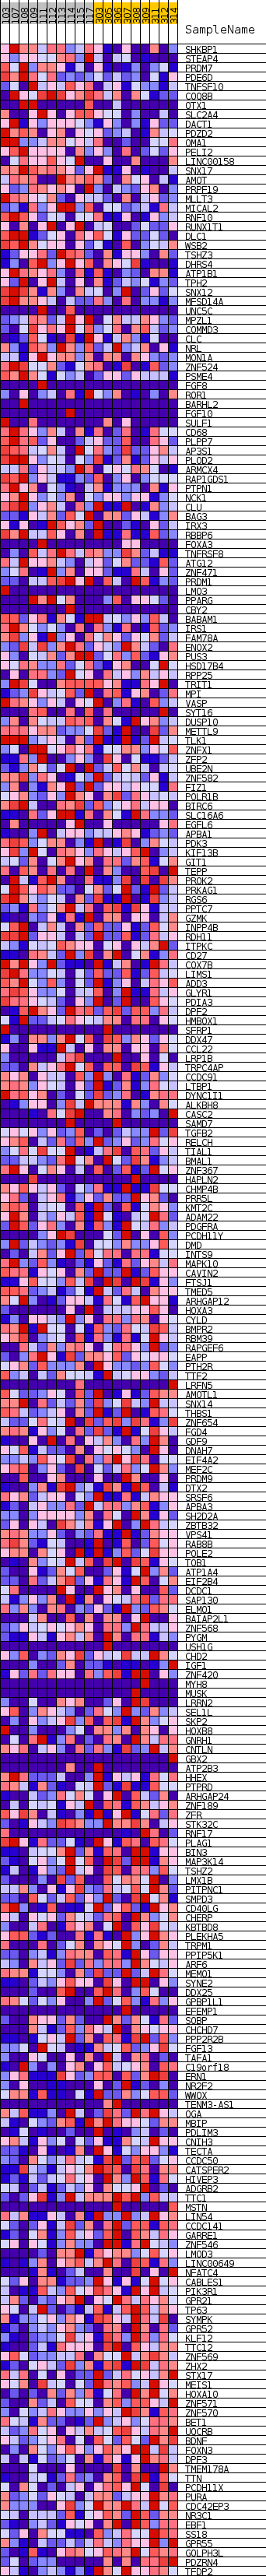 103 107 108 109 111 112 113 114 115 117 303 305 306 307 308 309 311 312 314
SampleName
SHKBP1
STEAP4
PRDM7
PDE6D
TNFSF10
COQ8B
OTX1
SLC2A4
DACT1
PDZD2
OMA1
PELI2
LINC00158
SNX17
AMOT
PRPF19
MLLT3
MICAL2
RNF10
RUNX1T1
DLC1
WSB2
TSHZ3
DHRS4
ATP1B1
TPH2
SNX12
MFSD14A
UNC5C
MPZL1
COMMD3
CLC
NRL
MON1A
ZNF524
PSME4
FGF8
ROR1
BARHL2
FGF10
SULF1
CD68
PLPP7
AP3S1
PLOD2
ARMCX4
RAP1GDS1
PTPN1
NCK1
CLU
BAG3
IRX3
RBBP6
FOXA3
TNFRSF8
ATG12
ZNF471
PRDM1
LMO3
PPARG
CBY2
BABAM1
IRS1
FAM78A
ENOX2
PUS3
HSD17B4
RPP25
TRIT1
MPI
VASP
SYT16
DUSP10
METTL9
TLK1
ZNFX1
ZFP2
UBE2N
ZNF582
FIZ1
POLR1B
BIRC6
SLC16A6
EGFL6
APBA1
PDK3
KIF13B
GIT1
TEPP
PROK2
PRKAG1
RGS6
PPTC7
GZMK
INPP4B
RDH11
ITPKC
CD27
COX7B
LIMS1
ADD3
GLYR1
PDIA3
DPF2
HMBOX1
SFRP1
DDX47
CCL22
LRP1B
TRPC4AP
CCDC91
LTBP1
DYNC1I1
ALKBH8
CASC2
SAMD7
TGFB2
RELCH
TIAL1
BMAL1
ZNF367
HAPLN2
CHMP4B
PRR5L
KMT2C
ADAM22
PDGFRA
PCDH11Y
DMD
INTS9
MAPK10
CAVIN2
FTSJ1
TMED5
ARHGAP12
HOXA3
CYLD
BMPR2
RBM39
RAPGEF6
EAPP
PTH2R
TTF2
LRFN5
AMOTL1
SNX14
THBS1
ZNF654
FGD4
GDF9
DNAH7
EIF4A2
MEF2C
PRDM9
DTX2
SRSF6
APBA3
SH2D2A
ZBTB32
VPS41
RAB8B
POLE2
TOB1
ATP1A4
EIF2B4
DCDC1
SAP130
ELMO1
BAIAP2L1
ZNF568
PYGM
USH1G
CHD2
IGF1
ZNF420
MYH8
MUSK
LRRN2
SEL1L
SKP2
HOXB8
GNRH1
CNTLN
GBX2
ATP2B3
HHEX
PTPRD
ARHGAP24
ZNF189
ZFR
STK32C
RNF17
PLAG1
BIN3
MAP3K14
TSHZ2
LMX1B
PITPNC1
SMPD3
CD40LG
CHERP
KBTBD8
PLEKHA5
TRPM1
PPIP5K1
ARF6
MEMO1
SYNE2
DDX25
GPBP1L1
EFEMP1
SOBP
CHCHD7
PPP2R2B
FGF13
TAFA1
C19orf18
ERN1
NR2F2
WWOX
TENM3-AS1
OGA
MBIP
PDLIM3
CNIH3
TECTA
CCDC50
CATSPER2
HIVEP3
ADGRB2
TTC1
MSTN
LIN54
CCDC141
GARRE1
ZNF546
LMOD3
LINC00649
NFATC4
CABLES1
PIK3R1
GPR21
TP63
SYMPK
GPR52
KLF12
TTC12
ZNF569
ZHX2
STX17
MEIS1
HOXA10
ZNF571
ZNF570
BET1
UQCRB
BDNF
FOXN3
DPF3
TMEM178A
TTN
PCDH11X
PURA
CDC42EP3
NR3C1
EBF1
SS18
GPR55
GOLPH3L
PDZRN4
TFDP2